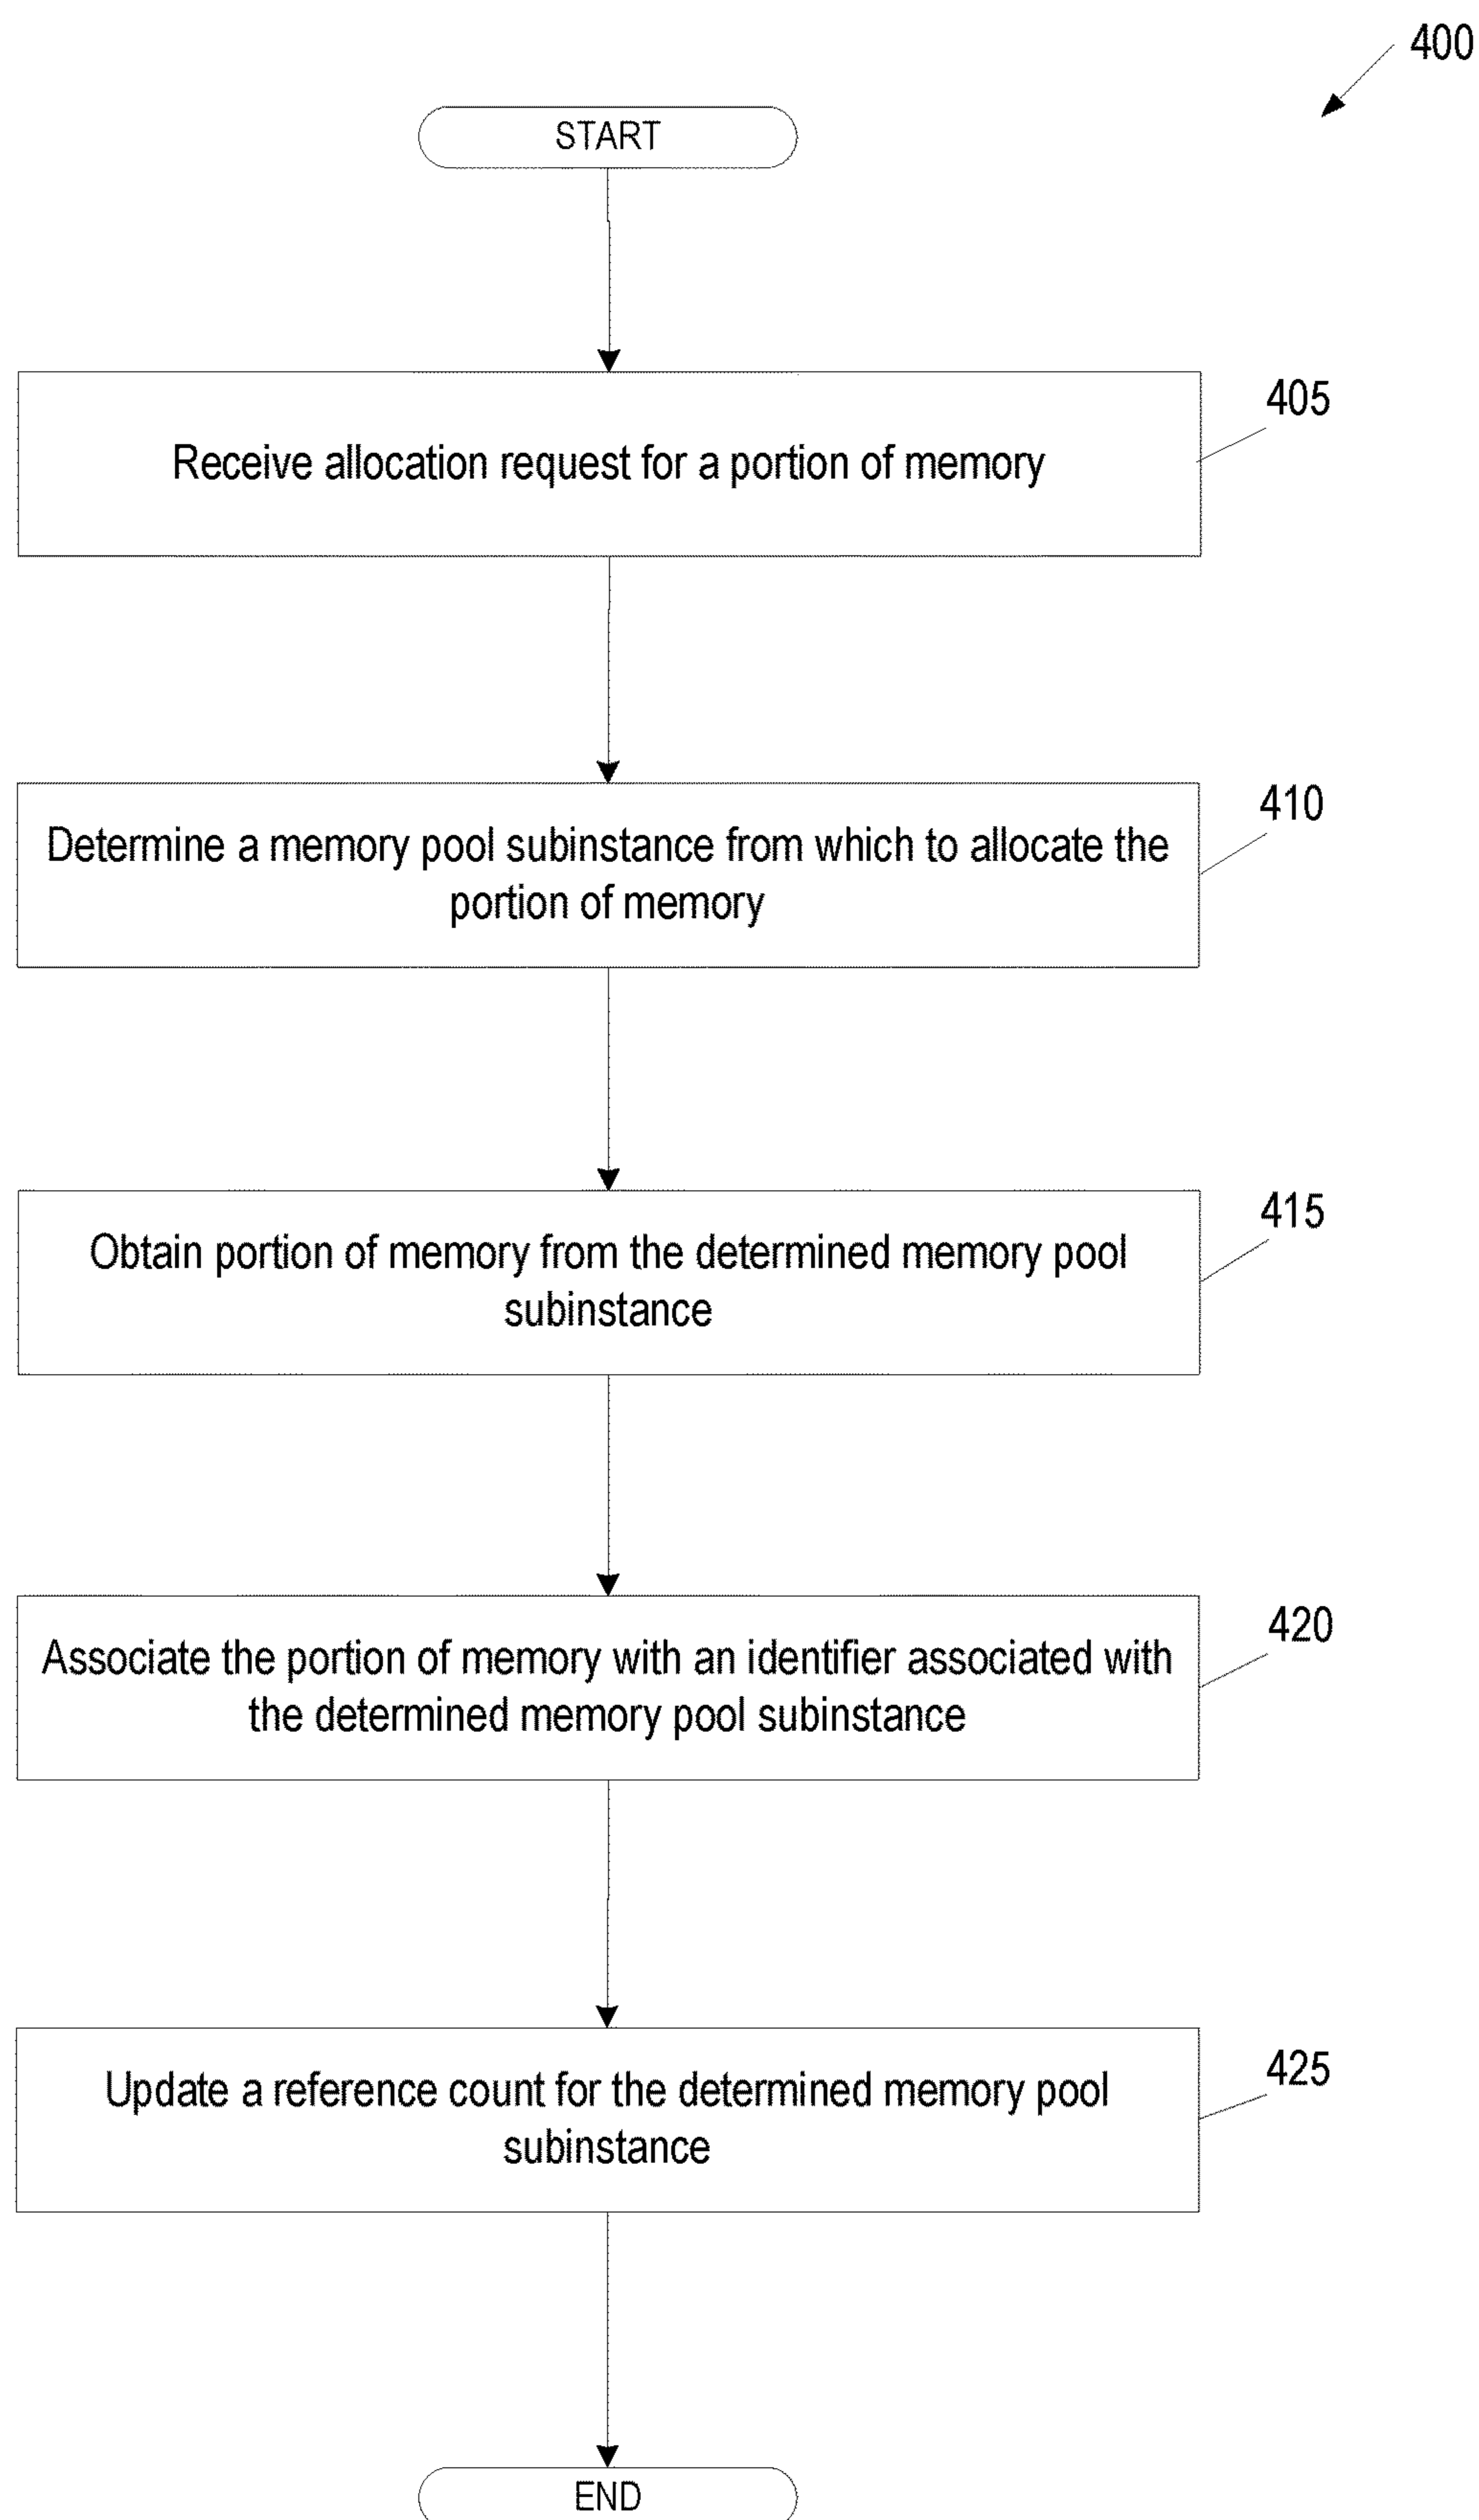 400
START
405
Receive allocation request for a portion of memory
410
Determine a memory pool subinstance from which to allocate the
portion of memory
415
Obtain portion of memory from the determined memory pool
subinstance
420
Associate the portion of memory with an identifier associated with
the determined memory pool subinstance
425
Update a reference count for the determined memory pool
subinstance
END